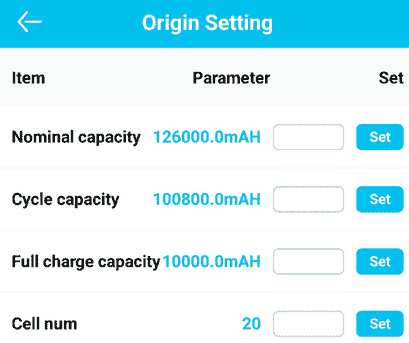 Origin Setting
Item Parameter Set
Nominal capacity 126000.0mAH Set
Cycle capacity 100800.0mAH Set
Full charge capacity 10000.0mAH Set
Cell num 20 Set